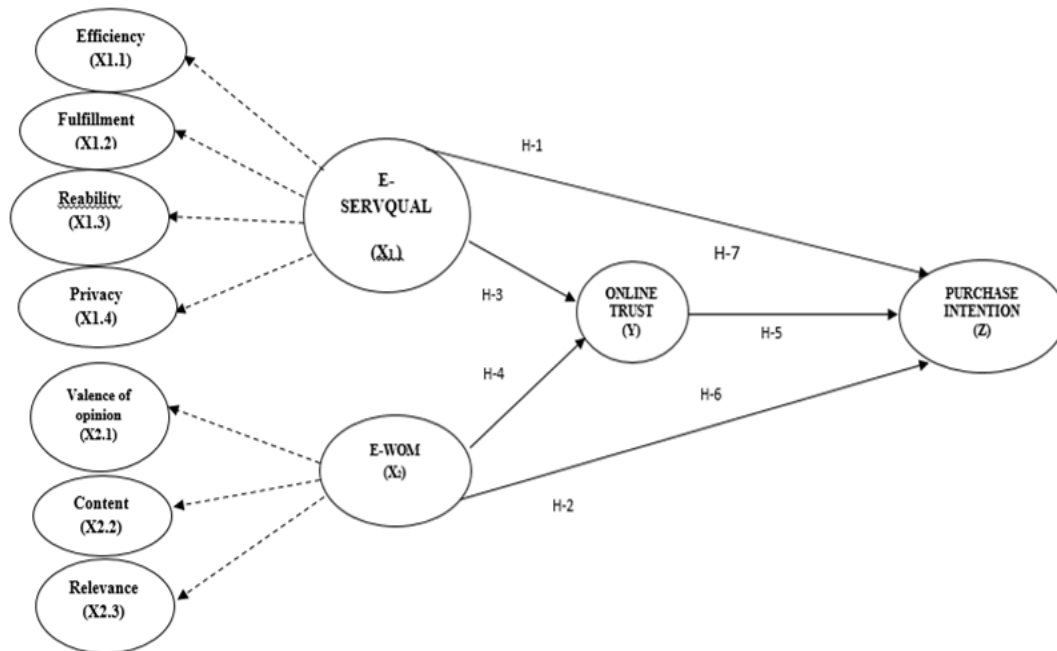 Efficiency
(X1.1)
Fulfillment
(X1.2)
Reability
(X1.3)
Privacy
(X1.4)
Valence of
opinion
(X2.1)
Content
(X2.2)
Relevance
(X2.3)
E-
SERVQUAL
(X1)
E-WOM
(X2)
H-1
H-7
H-3
H-4
ONLINE
TRUST
(Y)
H-5
H-6
H-2
PURCHASE
INTENTION
(Z)